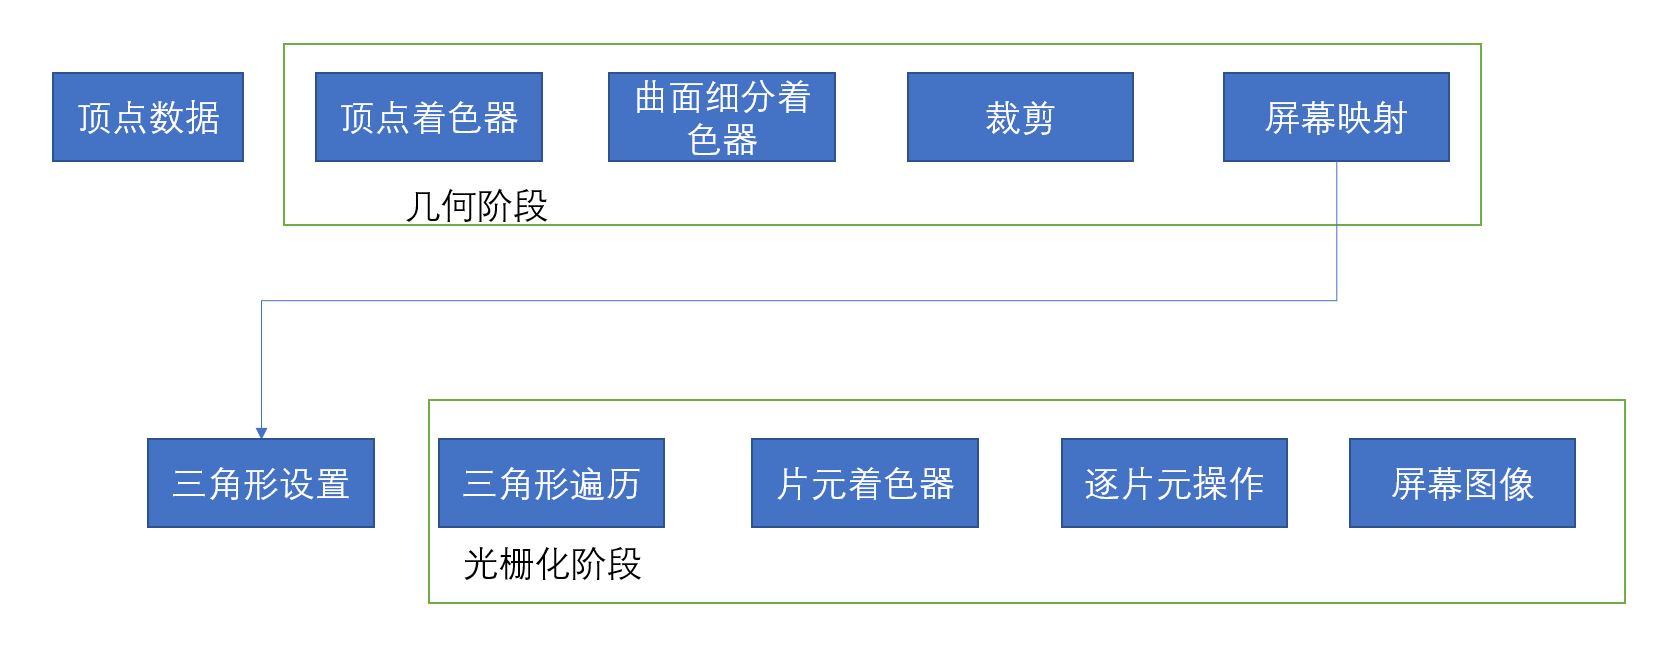 顶点数据
顶点着色器
曲面细分着
色器
裁剪
屏幕映射
几何阶段
三角形设置
三角形遍历
片元着色器
逐片元操作
屏幕图像
光栅化阶段